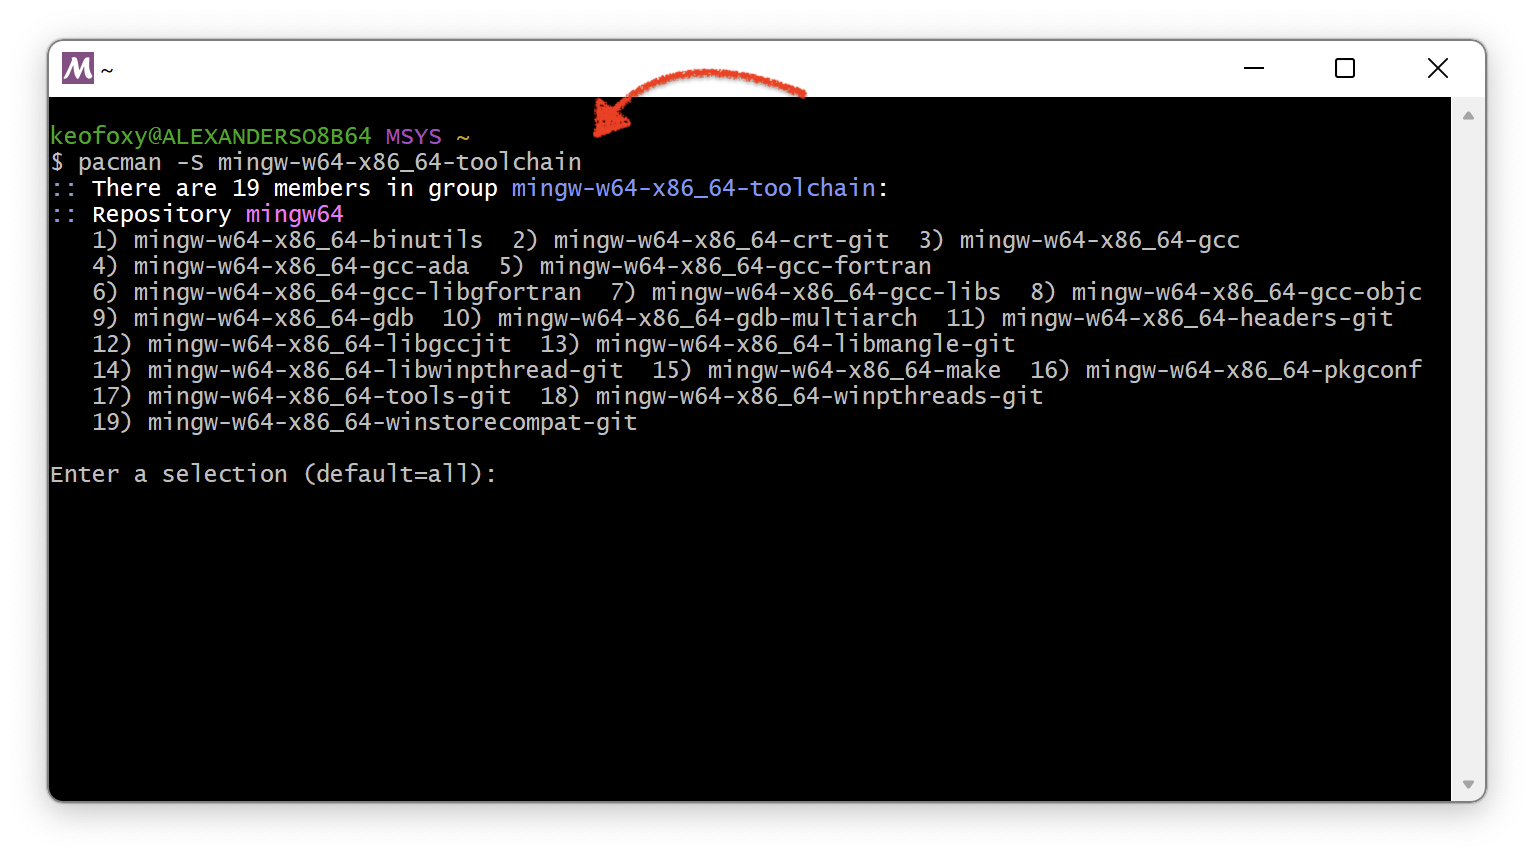 M ~
keofoxy@ALEXANDERSO8B64 MSYS ~
$ pacman -S mingw-w64-x86_64-toolchain
:: There are 19 members in group mingw-w64-x86_64-toolchain:
:: Repository mingw64
1) mingw-w64-x86_64-binutils 2) mingw-w64-x86_64-crt-git 3) mingw-w64-x86_64-gcc
4) mingw-w64-x86_64-gcc-ada 5) mingw-w64-x86_64-gcc-fortran
6) mingw-w64-x86_64-gcc-libgfortran 7) mingw-w64-x86_64-gcc-libs 8) mingw-w64-x86_64-gcc-objc
9) mingw-w64-x86_64-gdb 10) mingw-w64-x86_64-gdb-multiarch 11) mingw-w64-x86_64-headers-git
12) mingw-w64-x86_64-libgccjit 13) mingw-w64-x86_64-libmangle-git
14) mingw-w64-x86_64-libwinpthread-git 15) mingw-w64-x86_64-make 16) mingw-w64-x86_64-pkgconf
17) mingw-w64-x86_64-tools-git 18) mingw-w64-x86_64-winpthreads-git
19) mingw-w64-x86_64-winstorecompat-git
Enter a selection (default=all):